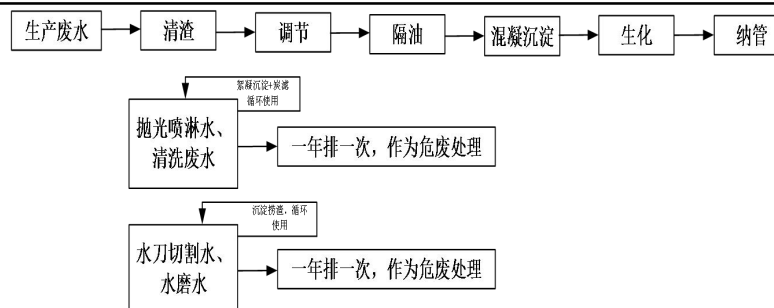 生产废水
清渣
调节
隔油
混凝沉淀
生化
纳管
絮凝沉淀+炭滤
循环使用
抛光喷淋水、
清洗废水
一年排一次，作为危废处理
沉淀捞渣，循环
使用
水刀切割水、
水磨水
一年排一次，作为危废处理